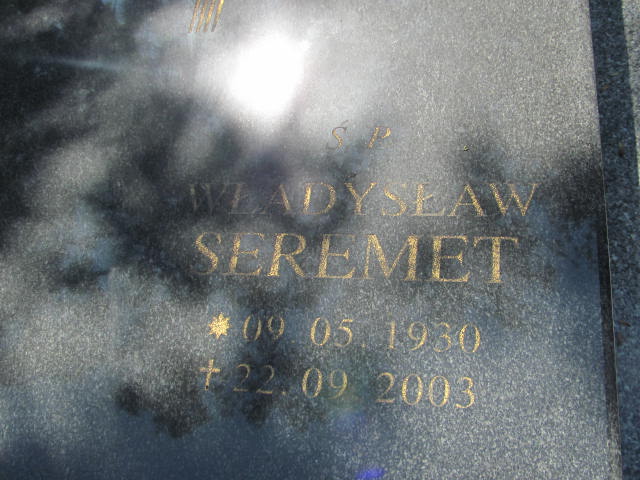 Ś P
WŁADYSŁAW
SEREMET
* 09 05. 1930
† 22. 09 2003